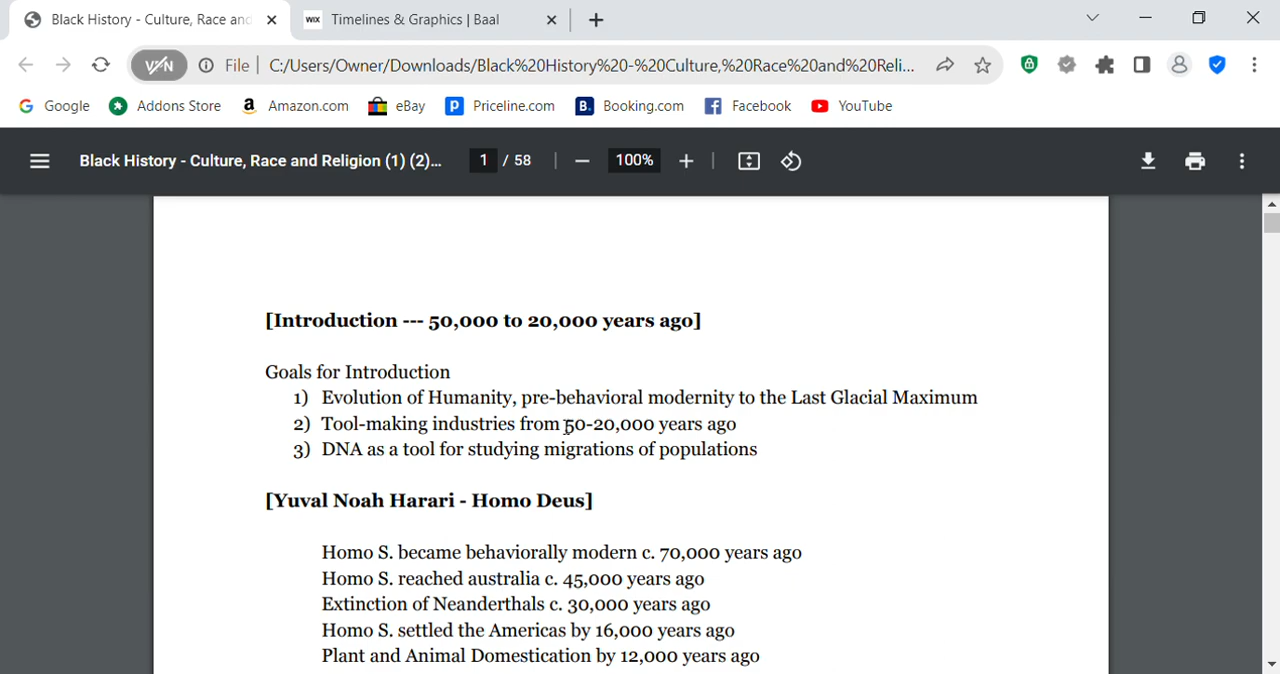 Black History - Culture, Race and
WIX Timelines & Graphics | Baal
VPN File C:/Users/Owner/Downloads/Black%20History%20-%20Culture,%20Race%20and%20Reli...
Google Addons Store Amazon.com eBay Priceline.com Booking.com Facebook YouTube
Black History - Culture, Race and Religion (1) (2)... 1 / 58 100%
[Introduction --- 50,000 to 20,000 years ago]
Goals for Introduction
1) Evolution of Humanity, pre-behavioral modernity to the Last Glacial Maximum
2) Tool-making industries from 50-20,000 years ago
3) DNA as a tool for studying migrations of populations
[Yuval Noah Harari - Homo Deus]
Homo S. became behaviorally modern c. 70,000 years ago
Homo S. reached australia c. 45,000 years ago
Extinction of Neanderthals c. 30,000 years ago
Homo S. settled the Americas by 16,000 years ago
Plant and Animal Domestication by 12,000 years ago